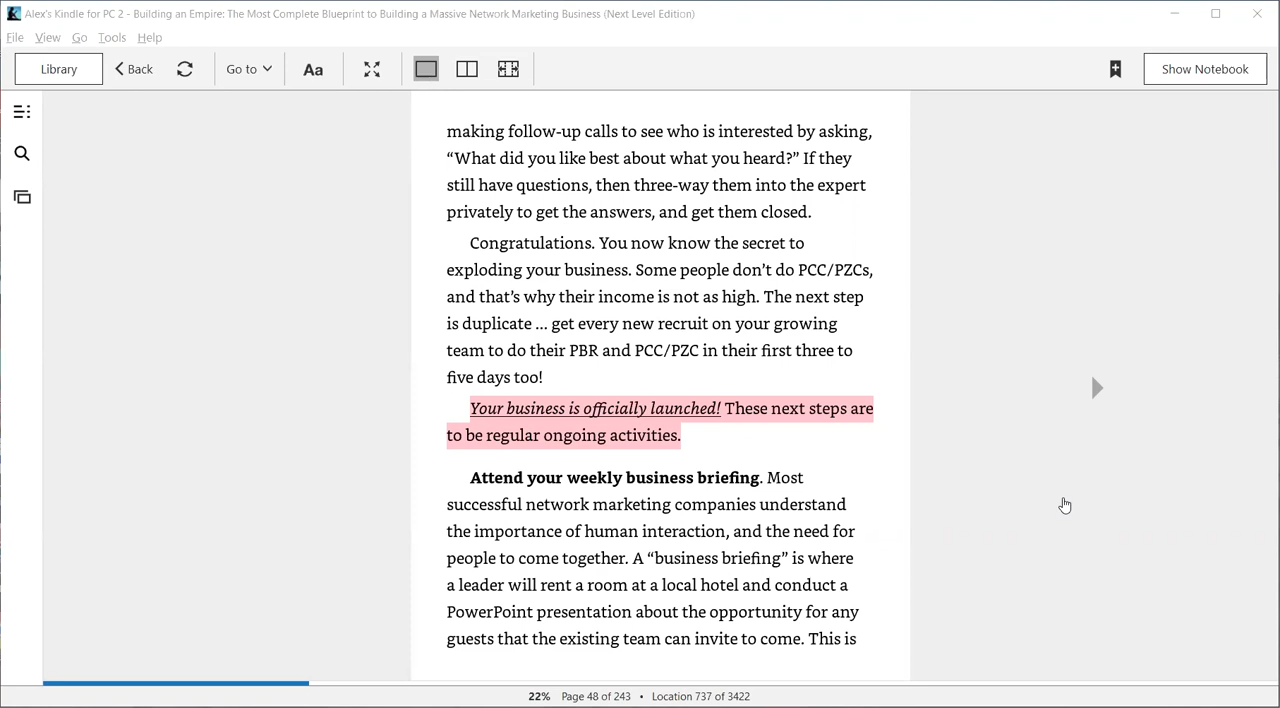 Alex's Kindle for PC 2 - Building an Empire: The Most Complete Blueprint to Building a Massive Network Marketing Business (Next Level Edition)
File View Go Tools Help
Library Back Go to Aa Show Notebook
making follow-up calls to see who is interested by asking,
“What did you like best about what you heard?” If they
still have questions, then three-way them into the expert
privately to get the answers, and get them closed.
Congratulations. You now know the secret to
exploding your business. Some people don’t do PCC/PZCs,
and that’s why their income is not as high. The next step
is duplicate ... get every new recruit on your growing
team to do their PBR and PCC/PZC in their first three to
five days too!
Your business is officially launched! These next steps are
to be regular ongoing activities.
Attend your weekly business briefing. Most
successful network marketing companies understand
the importance of human interaction, and the need for
people to come together. A “business briefing” is where
a leader will rent a room at a local hotel and conduct a
PowerPoint presentation about the opportunity for any
guests that the existing team can invite to come. This is
22% Page 48 of 243 • Location 737 of 3422